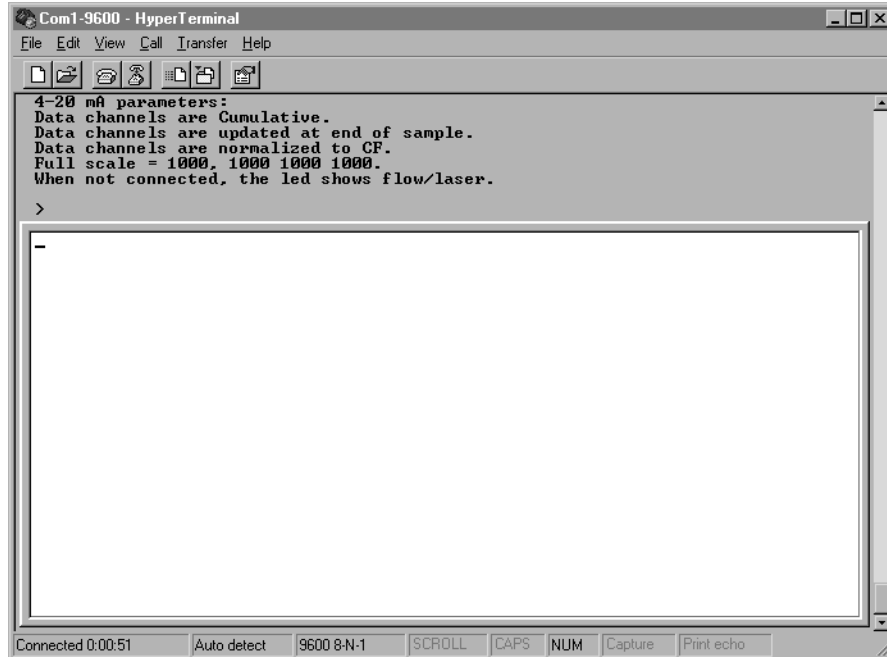 Com1-9600 - HyperTerminal
File Edit View Call Transfer Help
4-20 mA parameters:
Data channels are Cumulative.
Data channels are updated at end of sample.
Data channels are normalized to CF.
Full scale = 1000, 1000 1000 1000.
When not connected, the led shows flow/laser.
>
Connected 0:00:51 Auto detect 9600 8-N-1 SCROLL CAPS NUM Capture Print echo